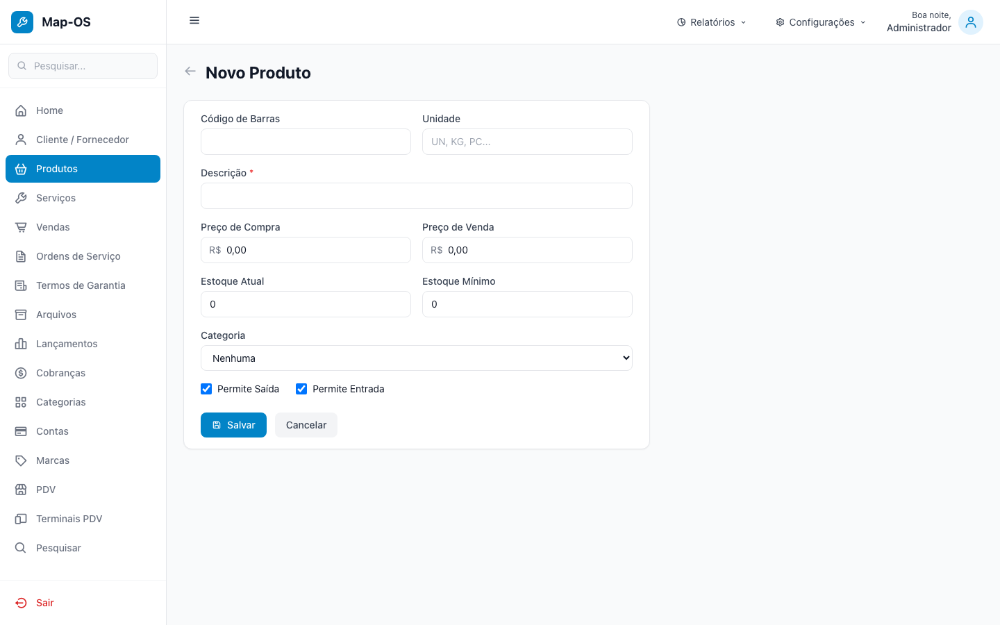 Map-OS
Pesquisar...
Home
Cliente / Fornecedor
Produtos
Serviços
Vendas
Ordens de Serviço
Termos de Garantia
Arquivos
Lançamentos
Cobranças
Categorias
Contas
Marcas
PDV
Terminais PDV
Pesquisar
Sair
Relatórios
Configurações
Boa noite,
Administrador
Novo Produto
Código de Barras
Unidade
UN, KG, PC...
Descrição *
Preço de Compra
Preço de Venda
R$ 0,00
R$ 0,00
Estoque Atual
Estoque Mínimo
0
0
Categoria
Nenhuma
Permite Saída
Permite Entrada
Salvar
Cancelar